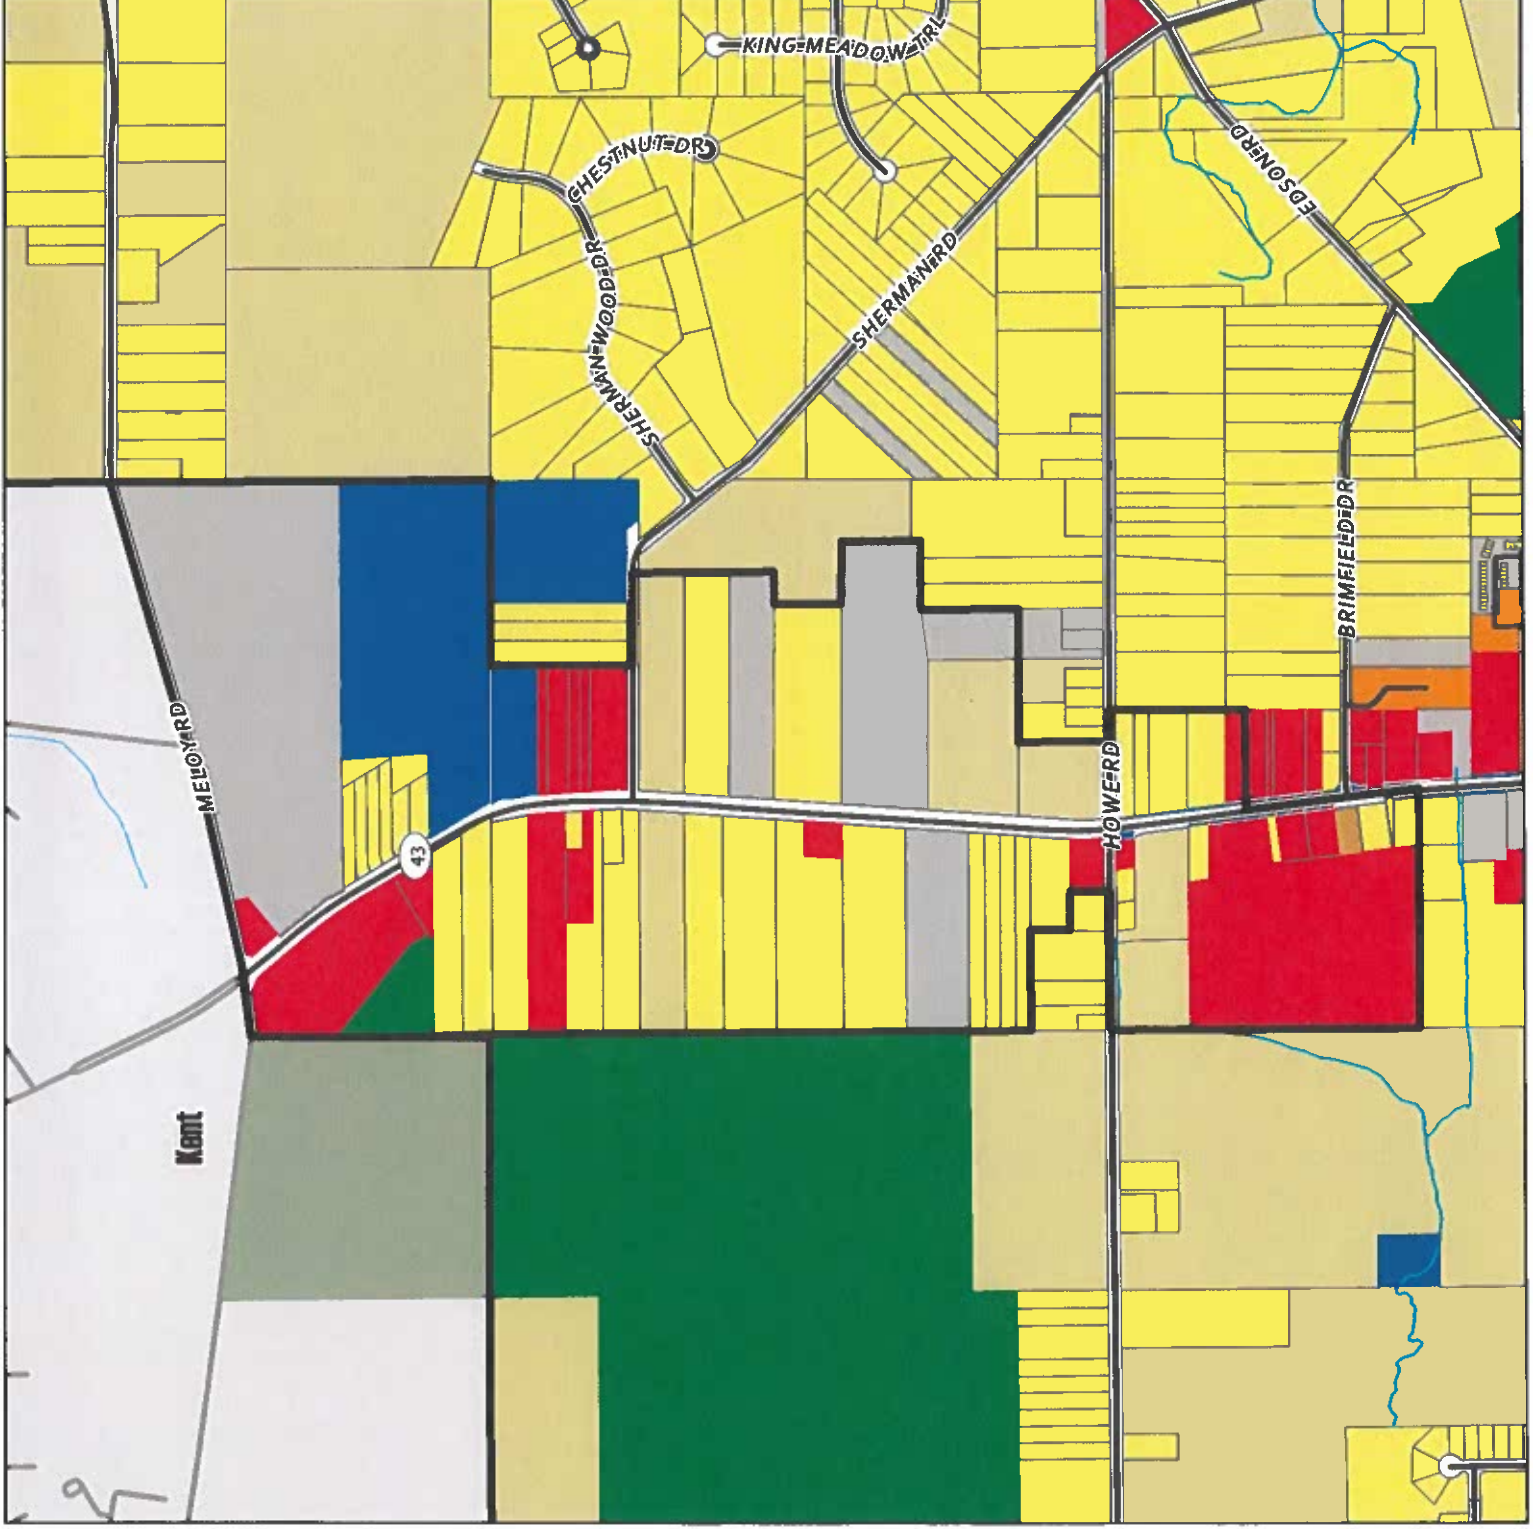 KING MEADOW TRL
CHESTNUT DR
EDSON RD
SHERMAN WOOD DR
SHERMAN RD
BRIMFIELD DR
MELOY RD
HOWE RD
43
Kent